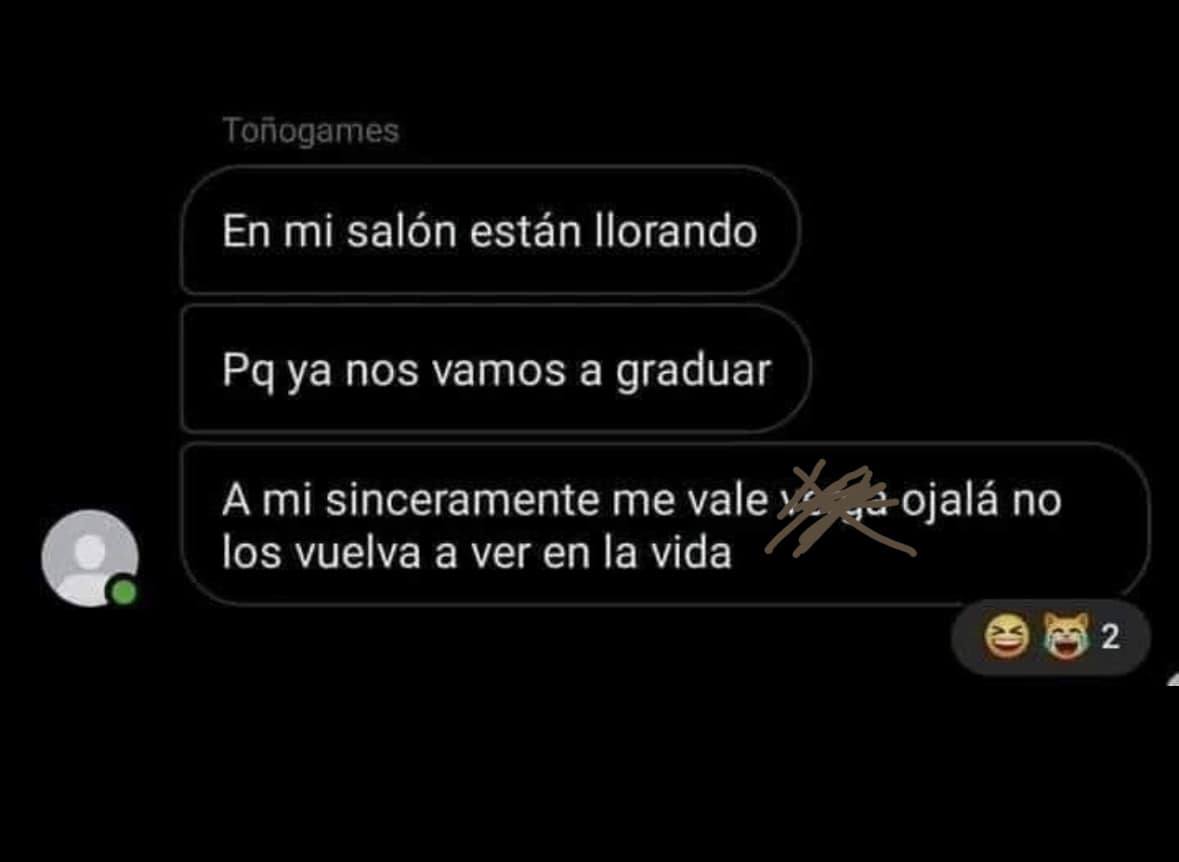 Toñogames
En mi salón están llorando
Pq ya nos vamos a graduar
A mi sinceramente me vale ojalá no
los vuelva a ver en la vida
2